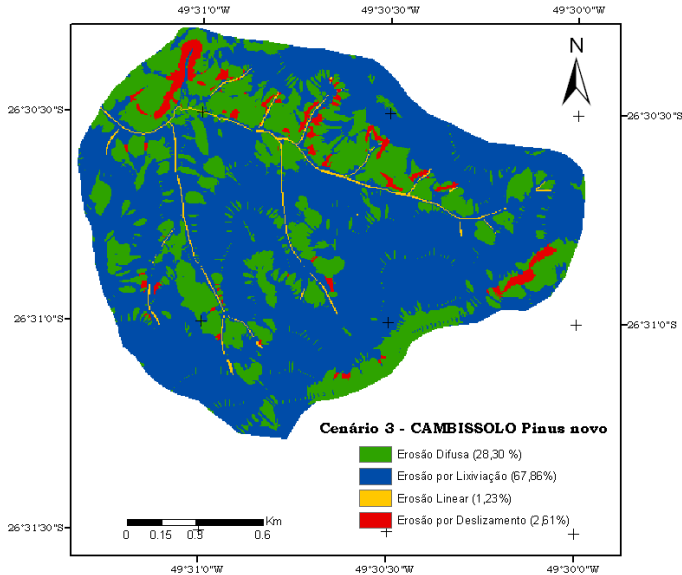 49°31'0"W 49°30'30"W 49°30'0"W
N
26°30'30"S 26°30'30"S
26°31'0"S 26°31'0"S
Cenário 3 - CAMBISSOLO Pinus novo
Erosão Difusa (28,30 %)
Erosão por Lixiviação (67,86%)
Erosão Linear (1,23%)
Erosão por Deslizamento (2,61%)
Km
0 0.15 0.3 0.6
26°31'30"S
49°31'0"W 49°30'30"W 49°30'0"W